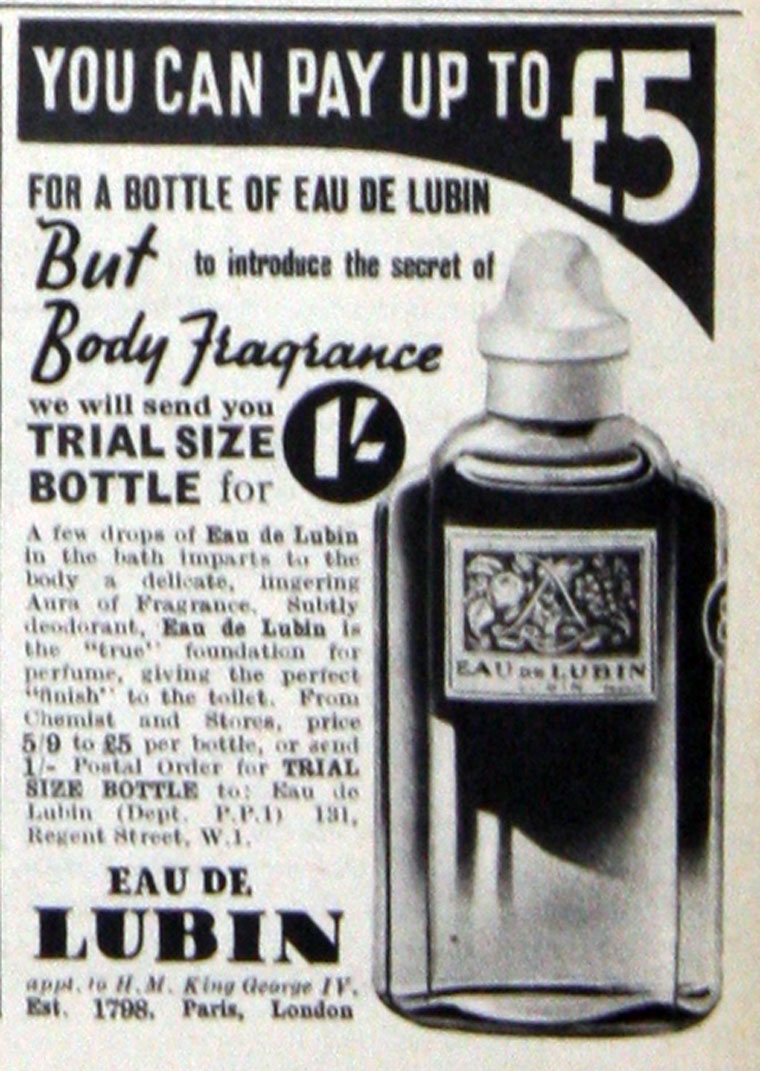 YOU CAN PAY UP TO £5
FOR A BOTTLE OF EAU DE LUBIN
But to introduce the secret of
Body Fragrance
we will send you
TRIAL SIZE
BOTTLE for 1/-
A few drops of Eau de Lubin
in the bath imparts to the
body a delicate, lingering
Aura of Fragrance. Subtly
deodorant, Eau de Lubin is
the "true" foundation for
perfume, giving the perfect
"finish" to the toilet. From
Chemist and Stores, price
5/9 to £5 per bottle, or send
1/- Postal Order for TRIAL
SIZE BOTTLE to: Eau de
Lubin (Dept. P.P.1) 131,
Regent Street, W.1.
EAU DE
LUBIN
appt. to H.M. King George IV.
Est. 1798. Paris, London
EAU DE LUBIN